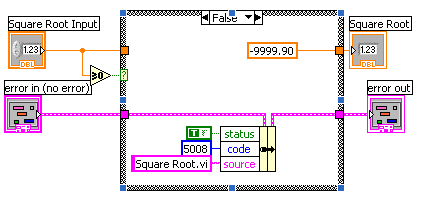 False
Square Root Input
Square Root
1.23
DBL
-9999.90
1.23
DBL
≥0
?
error in (no error)
error out
T
status
5008
code
Square Root.vi
source